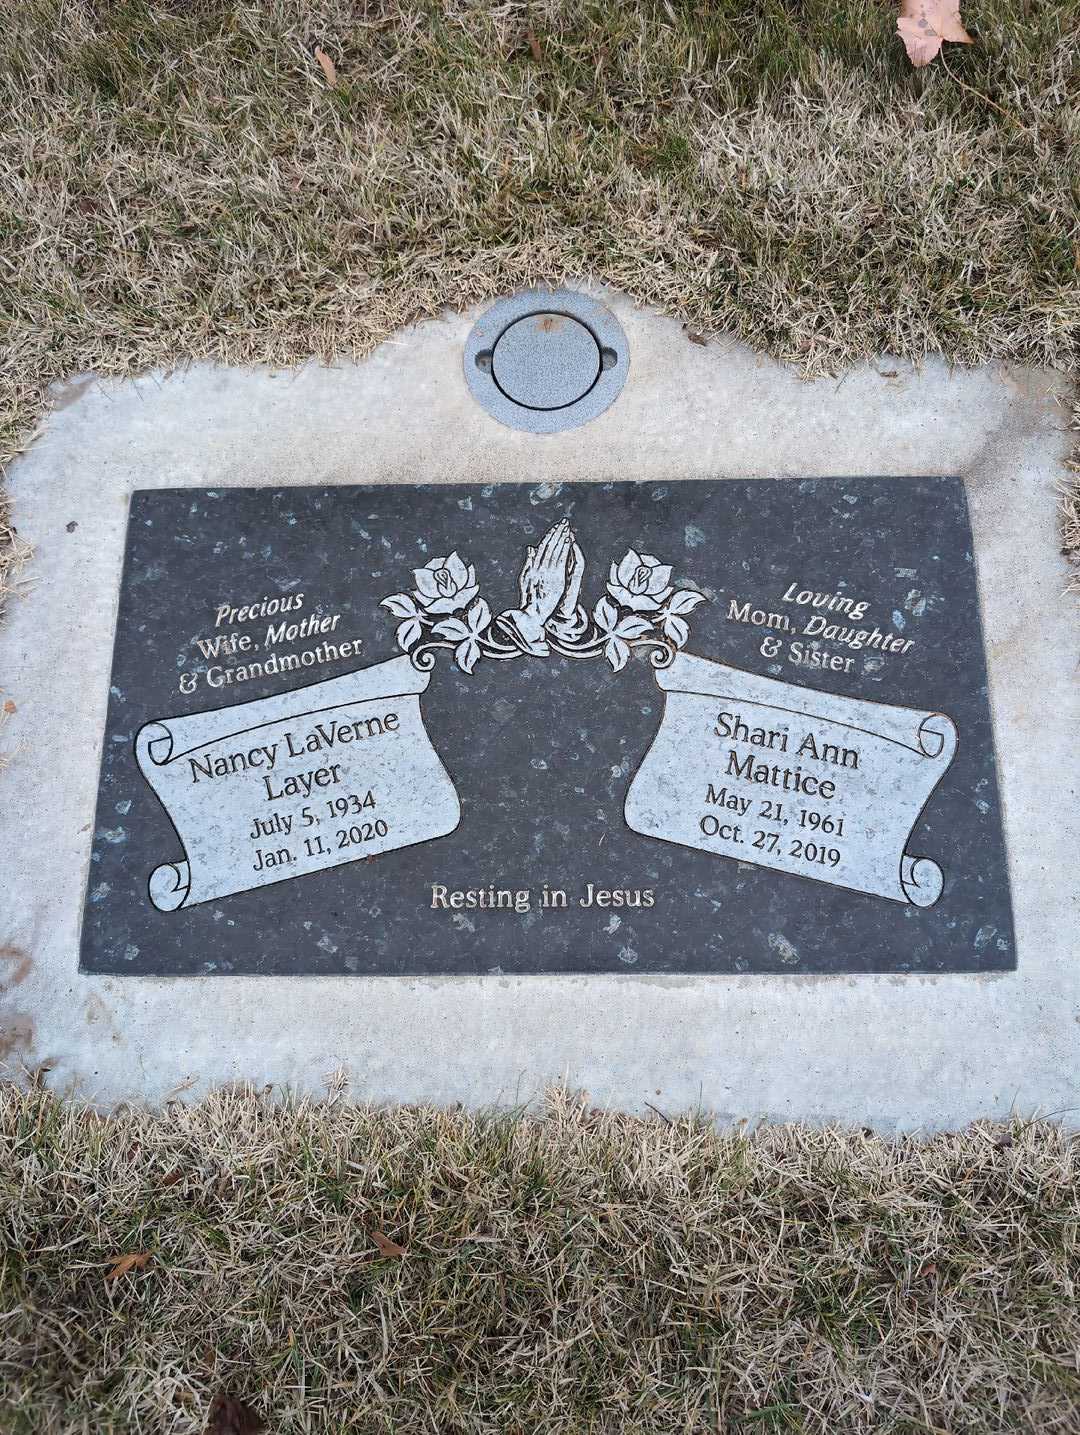 Precious
Wife, Mother
& Grandmother
Nancy LaVerne
Layer
July 5, 1934
Jan. 11, 2020
Loving
Mom, Daughter
& Sister
Shari Ann
Mattice
May 21, 1961
Oct. 27, 2019
Resting in Jesus